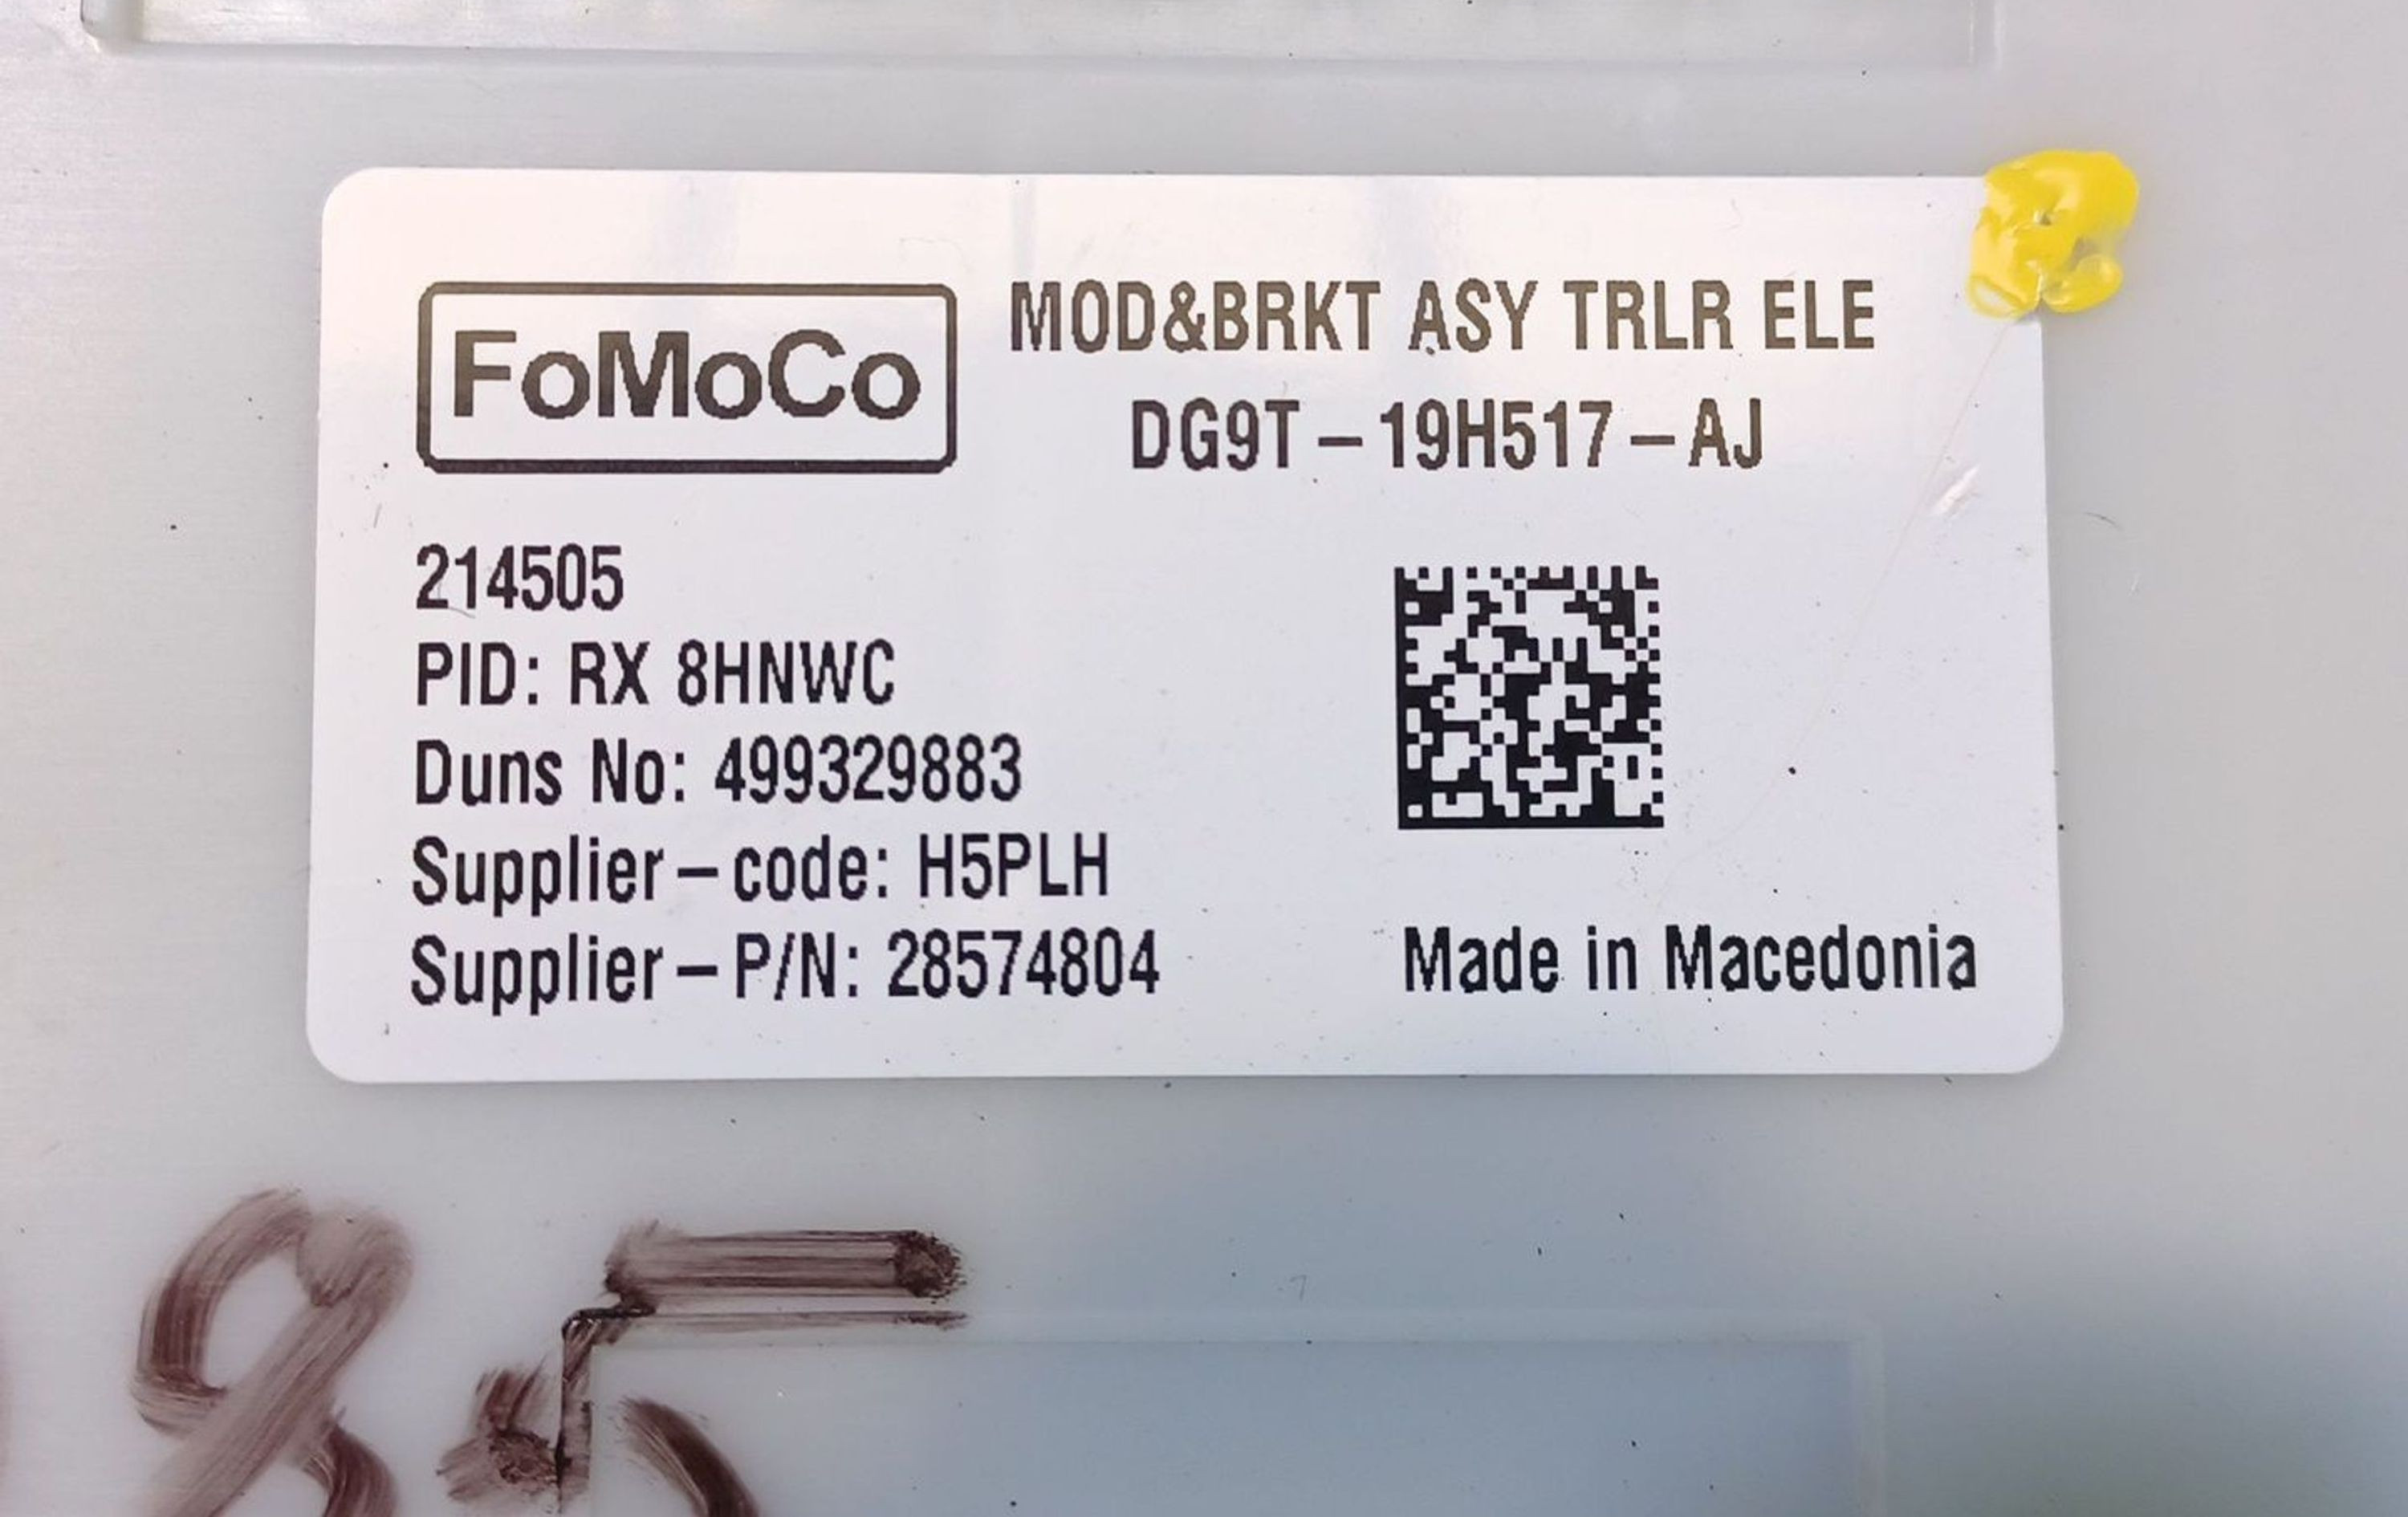 FoMoCo
MOD&BRKT ASY TRLR ELE
DG9T-19H517-AJ
214505
PID: RX 8HNWC
Duns No: 499329883
Supplier-code: H5PLH
Supplier-P/N: 28574804
Made in Macedonia
85